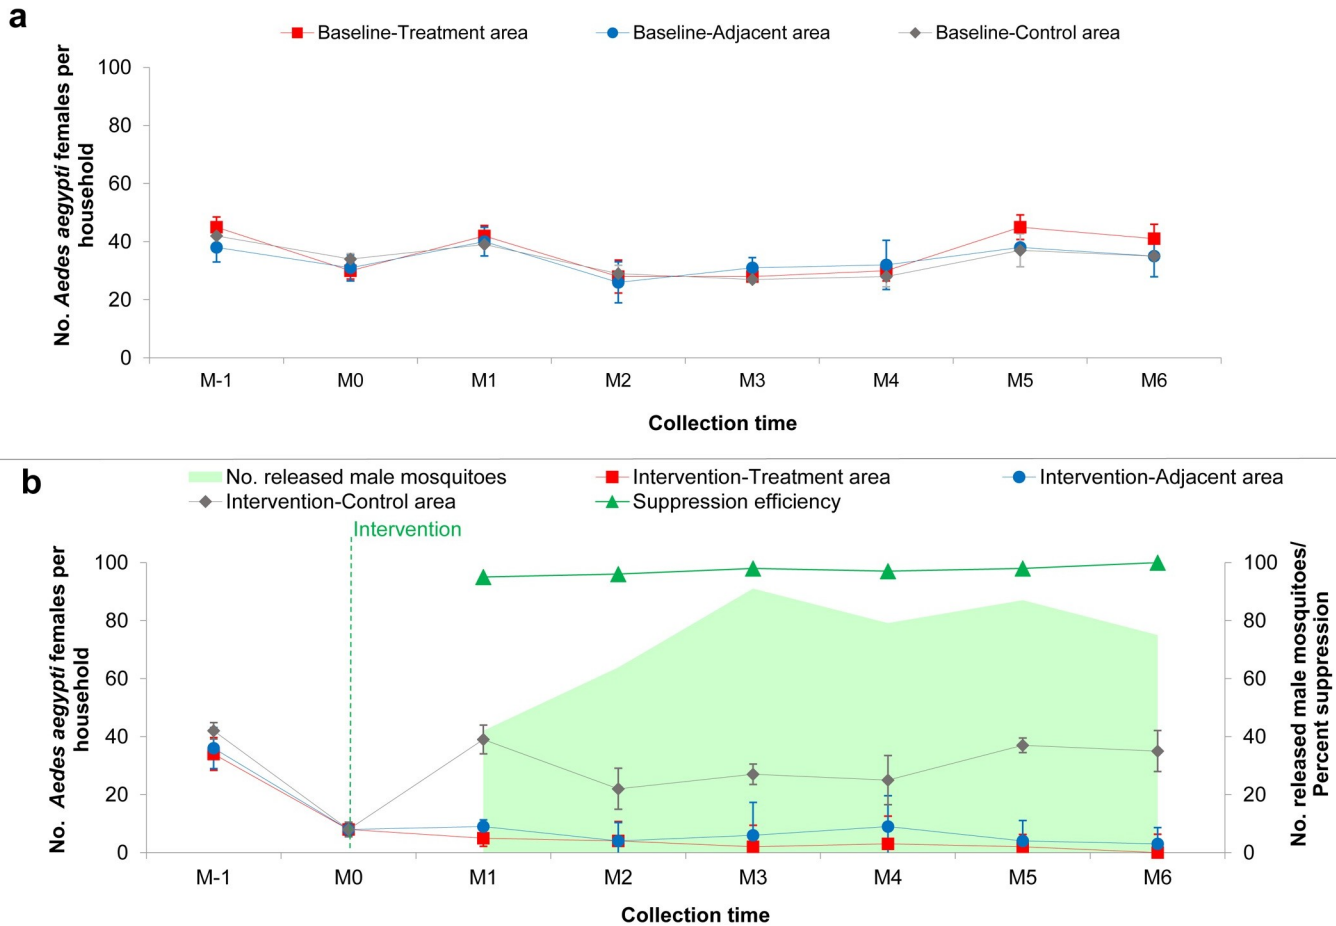 a
Baseline-Treatment area
Baseline-Adjacent area
Baseline-Control area
No. Aedes aegypti females per
household
100
80
60
40
20
0
M-1
M0
M1
M2
M3
M4
M5
M6
Collection time
b
No. released male mosquitoes
Intervention-Treatment area
Intervention-Adjacent area
Intervention-Control area
Suppression efficiency
Intervention
No. Aedes aegypti females per
household
100
80
60
40
20
0
100
80
60
40
20
0
No. released male mosquitoes/
Percent suppression
M-1
M0
M1
M2
M3
M4
M5
M6
Collection time